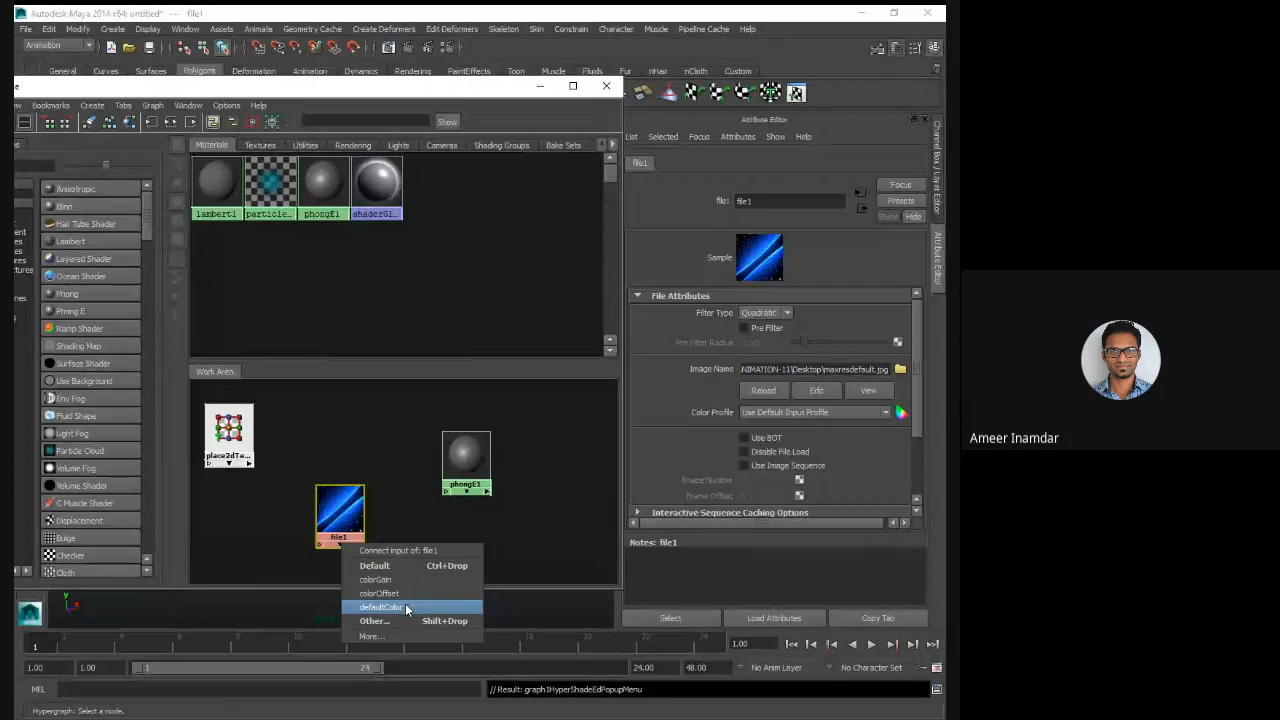 Autodesk Maya 2014 x64: untitled* --- file1
File Edit Modify Create Display Window Assets Animate Geometry Cache Create Deformers Edit Deformers Skeleton Skin Constrain Character Muscle Pipeline Cache Help
Animation
General Curves Surfaces Polygons Deformation Animation Dynamics Rendering PaintEffects Toon Muscle Fluids Fur nHair nCloth Custom
Bookmarks Create Tabs Graph Window Options Help
Show
Materials Textures Utilities Rendering Lights Cameras Shading Groups Bake Sets
lambert1 particle... phongE1 shaderGl...
Anisotropic
Blinn
Hair Tube Shader
Lambert
Layered Shader
Ocean Shader
Phong
Phong E
Ramp Shader
Shading Map
Surface Shader
Use Background
Env Fog
Fluid Shape
Light Fog
Particle Cloud
Volume Fog
Volume Shader
C Muscle Shader
Displacement
Bulge
Checker
Cloth
Work Area
place2dTe...
phongE1
file1
Connect input of: file1
Default Ctrl+Drop
colorGain
colorOffset
defaultColor
Other... Shift+Drop
More...
Attribute Editor
List Selected Focus Attributes Show Help
file1
file: file1
Focus
Presets
Show Hide
Sample
File Attributes
Filter Type Quadratic
Pre Filter
Pre Filter Radius
Image Name NIMATION-11\Desktop\maxresdefault.jpg
Reload Edit View
Color Profile Use Default Input Profile
Use BOT
Disable File Load
Use Image Sequence
Image Number
Frame Offset
Interactive Sequence Caching Options
Notes: file1
Select Load Attributes Copy Tab
Channel Box / Layer Editor
Attribute Editor
y
1.00
1
1.00 1.00 1 24 24.00 48.00 No Anim Layer No Character Set
MEL // Result: graph1HyperShadeEdPopupMenu
Hypergraph: Select a node.
Ameer Inamdar